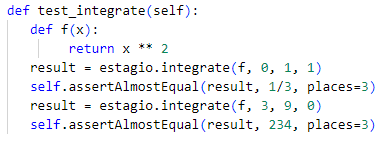 def test_integrate(self):
    def f(x):
        return x ** 2
    result = estagio.integrate(f, 0, 1, 1)
    self.assertAlmostEqual(result, 1/3, places=3)
    result = estagio.integrate(f, 3, 9, 0)
    self.assertAlmostEqual(result, 234, places=3)